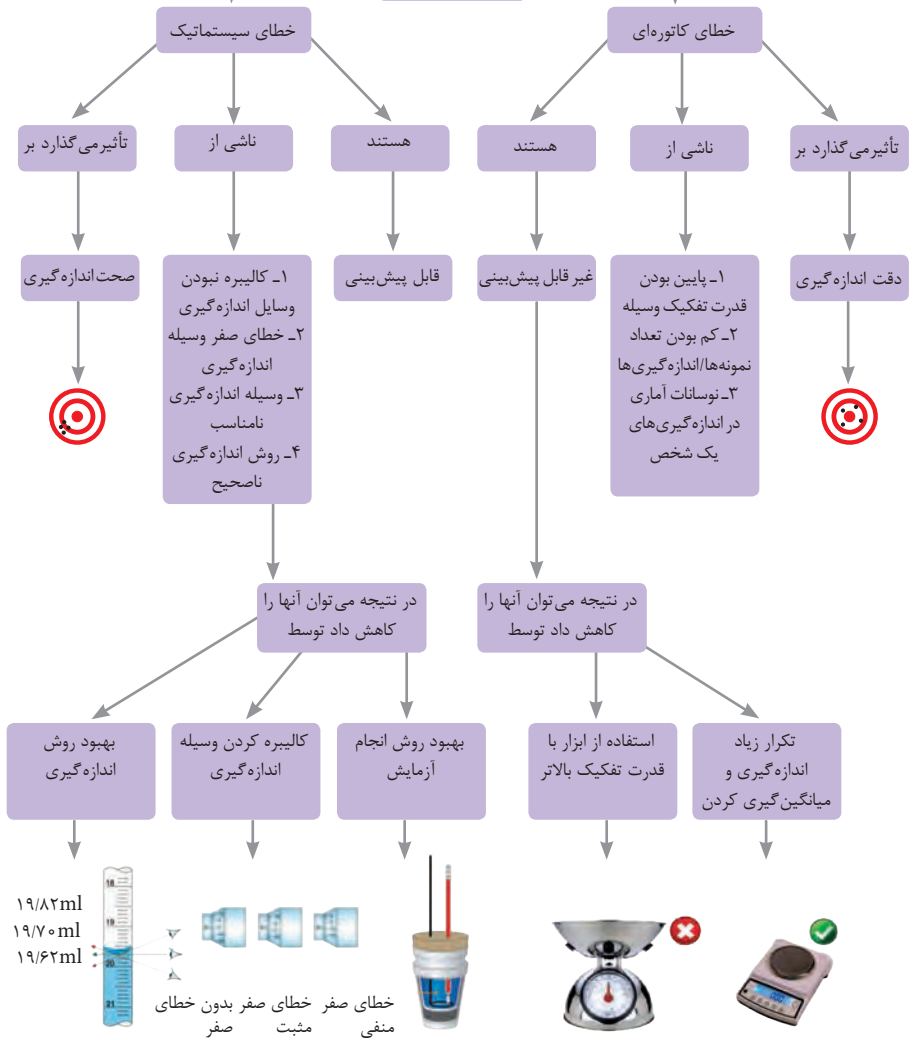 خطای کاتوره‌ای
خطای سیستماتیک
تأثیرمی‌گذارد بر
ناشی از
هستند
هستند
ناشی از
تأثیرمی‌گذارد بر
دقت اندازه‌گیری
۱ـ پایین بودن
قدرت تفکیک وسیله
۲ـ کم بودن تعداد
نمونه‌ها/اندازه‌گیری‌ها
۳ـ نوسانات آماری
در اندازه‌گیری‌های
یک شخص
غیر قابل پیش‌بینی
قابل پیش‌بینی
۱ـ کالیبره نبودن
وسایل اندازه‌گیری
۲ـ خطای صفر وسیله
اندازه‌گیری
۳ـ وسیله اندازه‌گیری
نامناسب
۴ـ روش اندازه‌گیری
ناصحیح
صحت‌اندازه‌گیری
در نتیجه می‌توان آنها را
کاهش داد توسط
در نتیجه می‌توان آنها را
کاهش داد توسط
تکرار زیاد
اندازه‌گیری و
میانگین‌گیری کردن
استفاده از ابزار با
قدرت تفکیک بالاتر
بهبود روش انجام
آزمایش
کالیبره کردن وسیله
اندازه‌گیری
بهبود روش
اندازه‌گیری
خطای صفر
منفی
خطای صفر
مثبت
بدون خطای
صفر
18
19
20
21
۱۹/۸۲ml
۱۹/۷۰ml
۱۹/۶۲ml